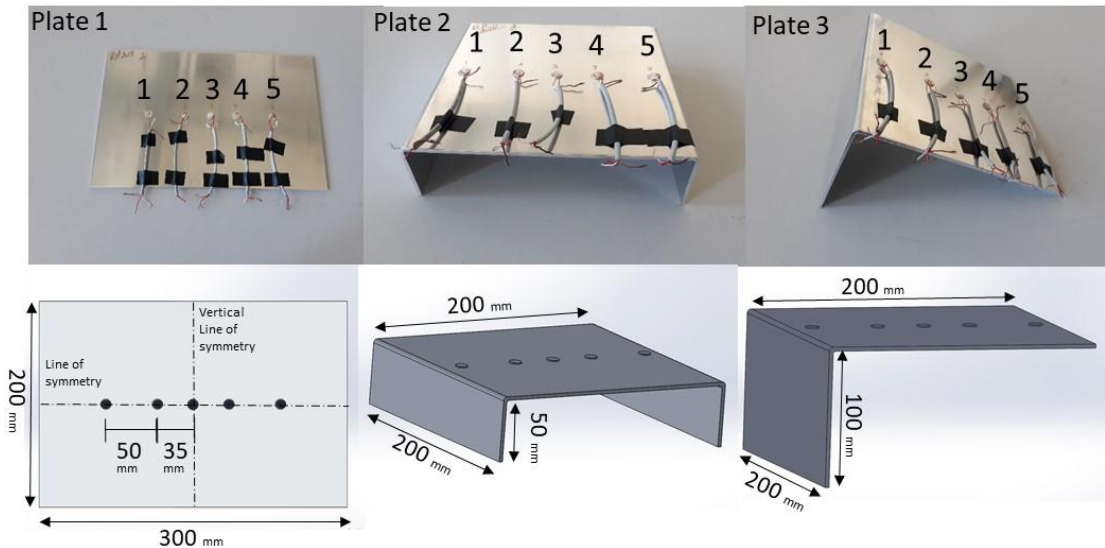 Plate 1
1 2 3 4 5
Plate 2
1 2 3 4 5
Plate 3
1 2 3 4 5
Vertical
Line of
symmetry
Line of
symmetry
200 mm
50
mm
35
mm
300 mm
200 mm
50 mm
200 mm
200 mm
100 mm
200 mm